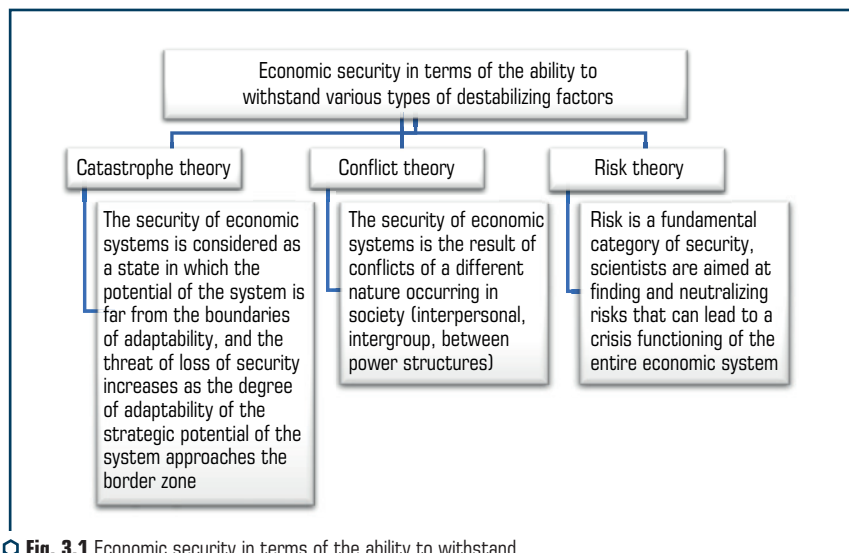 Economic security in terms of the ability to
withstand various types of destabilizing factors
Catastrophe theory
Conflict theory
Risk theory
The security of economic
systems is considered as
a state in which the
potential of the system is
far from the boundaries
of adaptability, and the
threat of loss of security
increases as the degree
of adaptability of the
strategic potential of the
system approaches the
border zone
The security of economic
systems is the result of
conflicts of a different
nature occurring in
society (interpersonal,
intergroup, between
power structures)
Risk is a fundamental
category of security,
scientists are aimed at
finding and neutralizing
risks that can lead to a
crisis functioning of the
entire economic system
Fig. 3.1 Economic security in terms of the ability to withstand